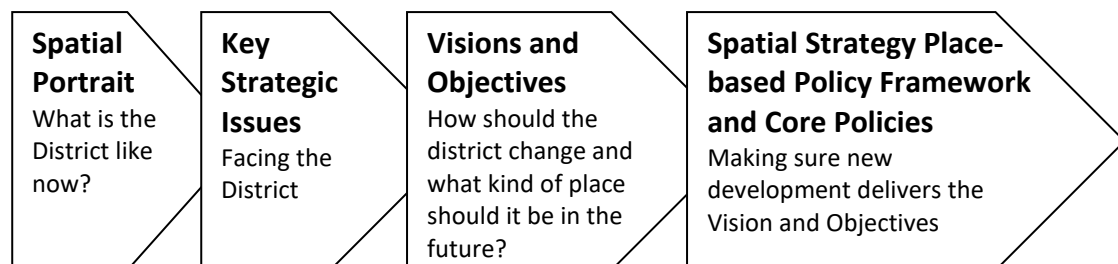 Spatial
Portrait
What is the
District like
now?
Key
Strategic
Issues
Facing the
District
Visions and
Objectives
How should the
district change and
what kind of place
should it be in the
future?
Spatial Strategy Place-
based Policy Framework
and Core Policies
Making sure new
development delivers the
Vision and Objectives